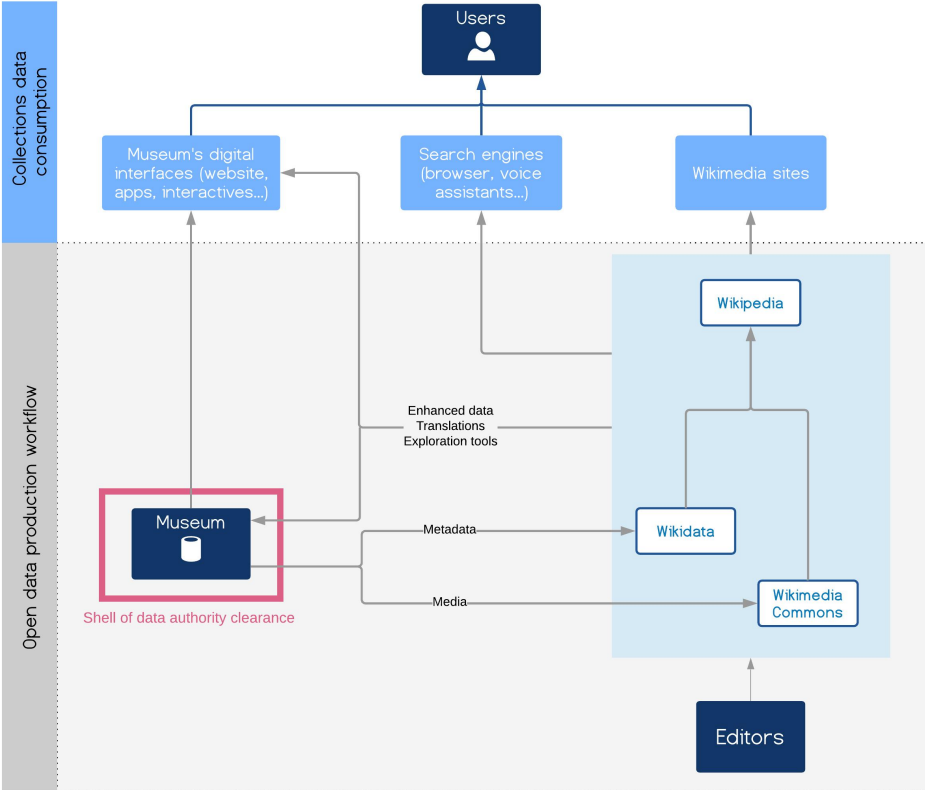 Collections data
consumption
Users
Museum's digital
interfaces (website,
apps, interactives...)
Search engines
(browser, voice
assistants...)
Wikimedia sites
Open data production workflow
Wikipedia
Enhanced data
Translations
Exploration tools
Museum
Metadata
Wikidata
Media
Wikimedia
Commons
Shell of data authority clearance
Editors